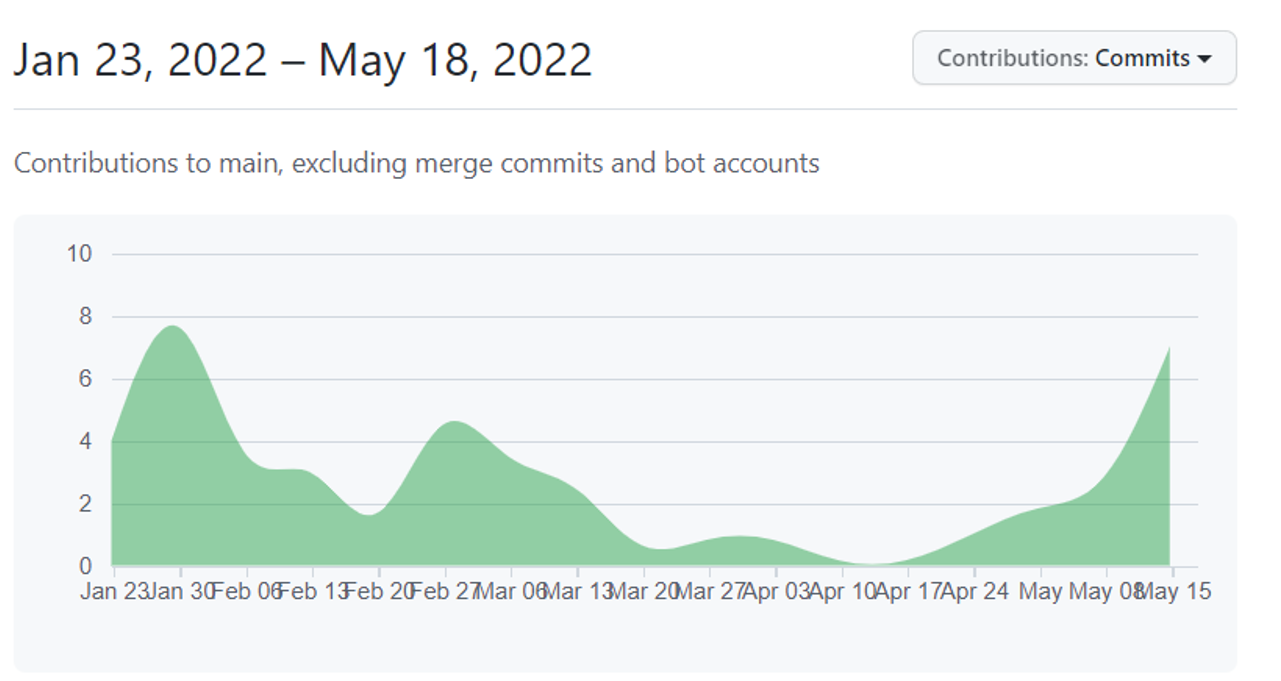 Jan 23, 2022 – May 18, 2022
Contributions: Commits
Contributions to main, excluding merge commits and bot accounts
10
8
6
4
2
0
Jan 23 Jan 30 Feb 06 Feb 13 Feb 20 Feb 27 Mar 06 Mar 13 Mar 20 Mar 27 Apr 03 Apr 10 Apr 17 Apr 24 May May 08 May 15